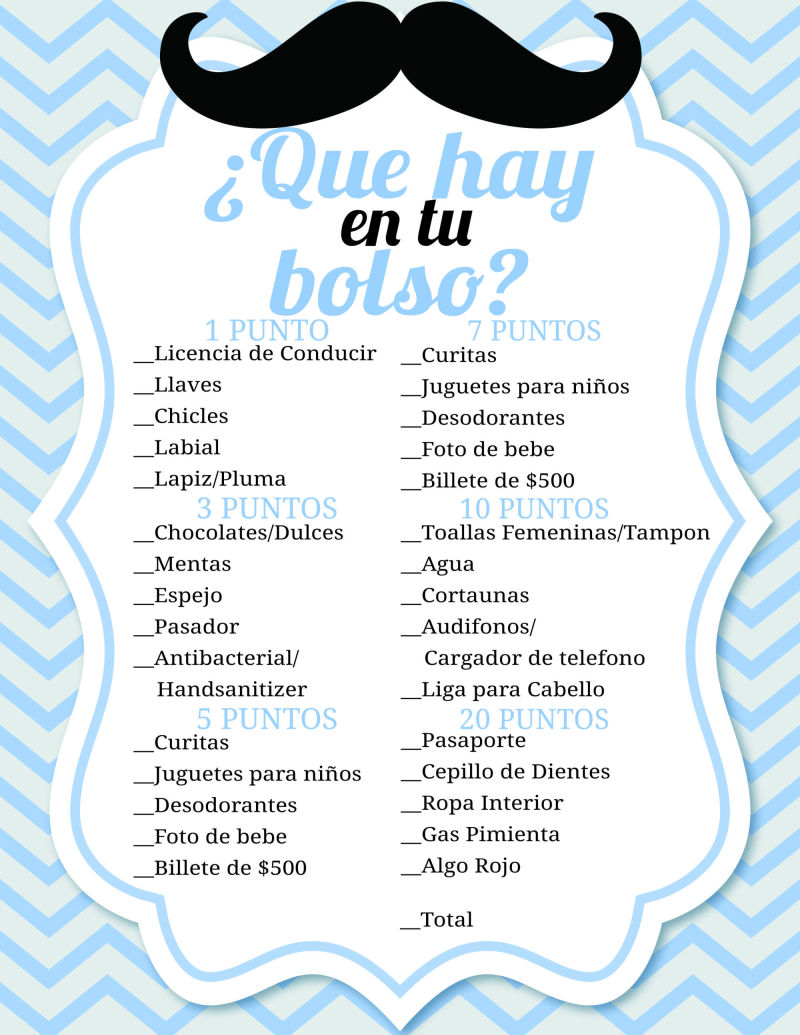 ¿Que hay
en tu
bolso?
1 PUNTO
__Licencia de Conducir
__Llaves
__Chicles
__Labial
__Lapiz/Pluma
3 PUNTOS
__Chocolates/Dulces
__Mentas
__Espejo
__Pasador
__Antibacterial/
Handsanitizer
5 PUNTOS
__Curitas
__Juguetes para niños
__Desodorantes
__Foto de bebe
__Billete de $500
7 PUNTOS
__Curitas
__Juguetes para niños
__Desodorantes
__Foto de bebe
__Billete de $500
10 PUNTOS
__Toallas Femeninas/Tampon
__Agua
__Cortaunas
__Audifonos/
Cargador de telefono
__Liga para Cabello
20 PUNTOS
__Pasaporte
__Cepillo de Dientes
__Ropa Interior
__Gas Pimienta
__Algo Rojo
__Total